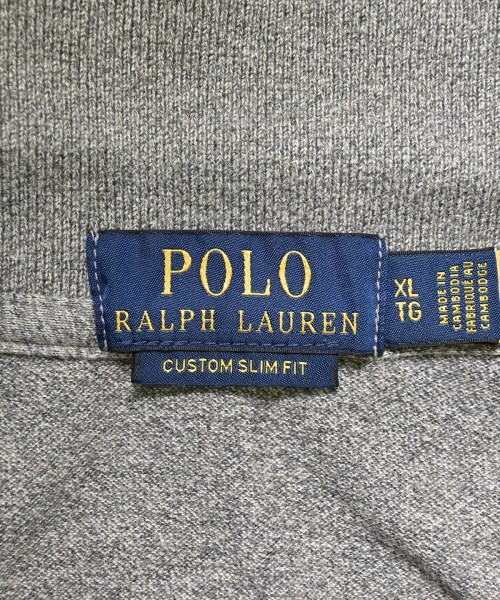 POLO
RALPH LAUREN
CUSTOM SLIM FIT
XL
TG
MADE IN
CAMBODIA
FABRIQUÉ AU
CAMBODGE